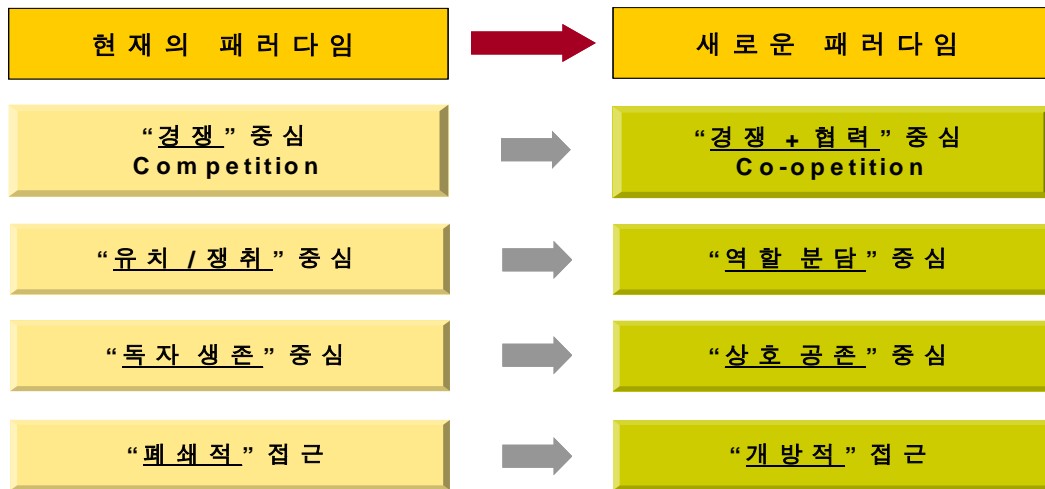 현재의 패러다임
새로운 패러다임
“경쟁” 중심
Competition
“경쟁 + 협력” 중심
Co-opetition
“유치 / 쟁취” 중심
“역할 분담” 중심
“독자 생존” 중심
“상호 공존” 중심
“폐쇄적” 접근
“개방적” 접근